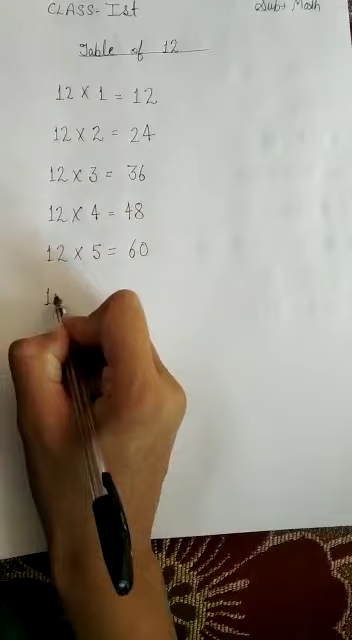 CLASS- Ist Sub→ Math
Table of 12
12 × 1 = 12
12 × 2 = 24
12 × 3 = 36
12 × 4 = 48
12 × 5 = 60
1